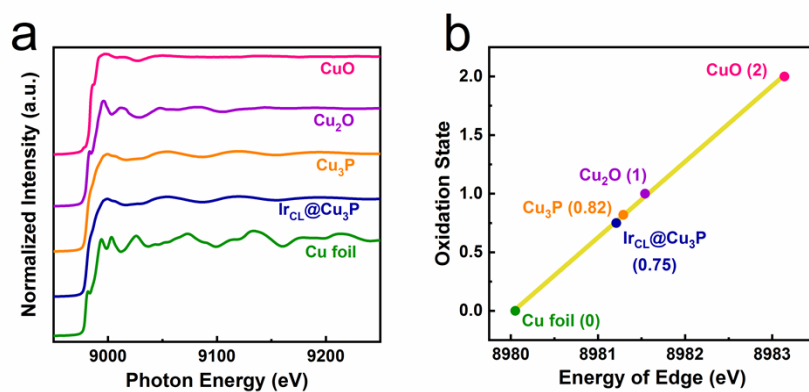 a
Normalized Intensity (a.u.)
CuO
Cu2O
Cu3P
IrCL@Cu3P
Cu foil
9000 9100 9200
Photon Energy (eV)
b
Oxidation State
2.0
1.5
1.0
0.5
0.0
CuO (2)
Cu2O (1)
Cu3P (0.82)
IrCL@Cu3P
(0.75)
Cu foil (0)
8980 8981 8982 8983
Energy of Edge (eV)